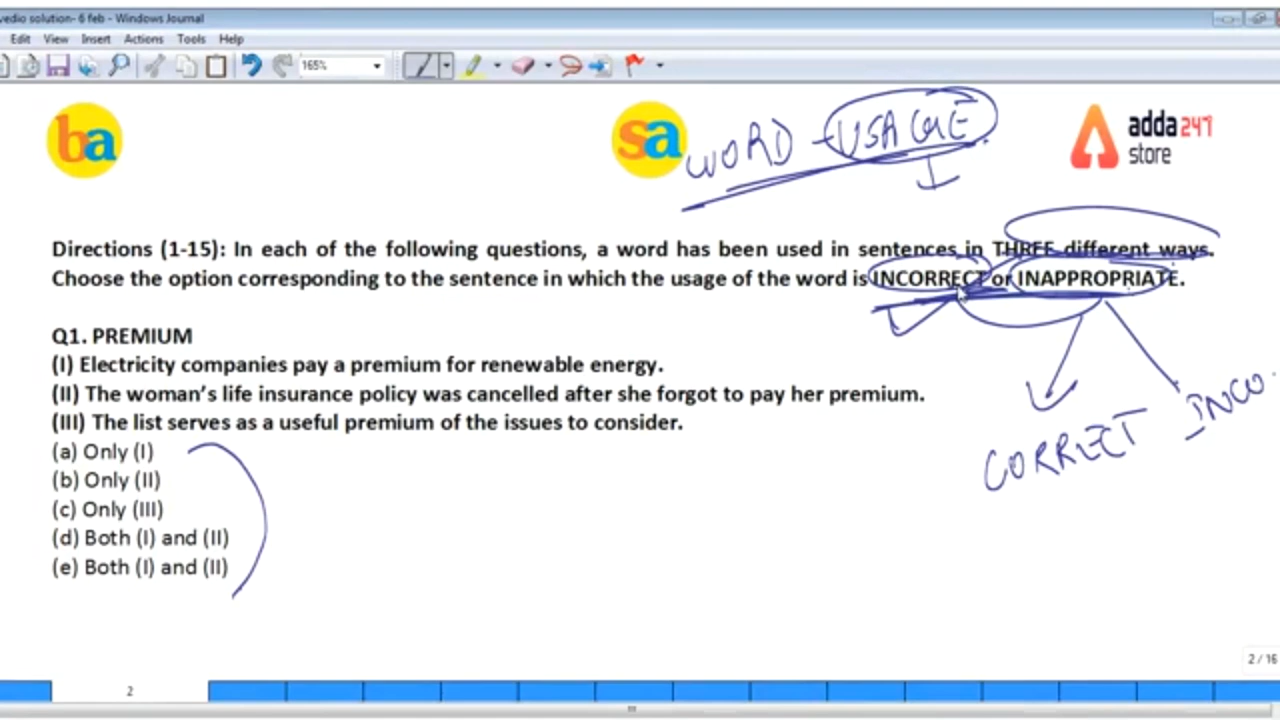 vedio solution- 6 feb - Windows Journal
Edit View Insert Actions Tools Help
165%
ba
sa
WORD - USAGE
adda247
store
Directions (1-15): In each of the following questions, a word has been used in sentences in THREE different ways.
Choose the option corresponding to the sentence in which the usage of the word is INCORRECT or INAPPROPRIATE.
Q1. PREMIUM
(I) Electricity companies pay a premium for renewable energy.
(II) The woman's life insurance policy was cancelled after she forgot to pay her premium.
(III) The list serves as a useful premium of the issues to consider.
(a) Only (I)
(b) Only (II)
(c) Only (III)
(d) Both (I) and (II)
(e) Both (I) and (II)
CORRECT INCO.
2 / 16
2